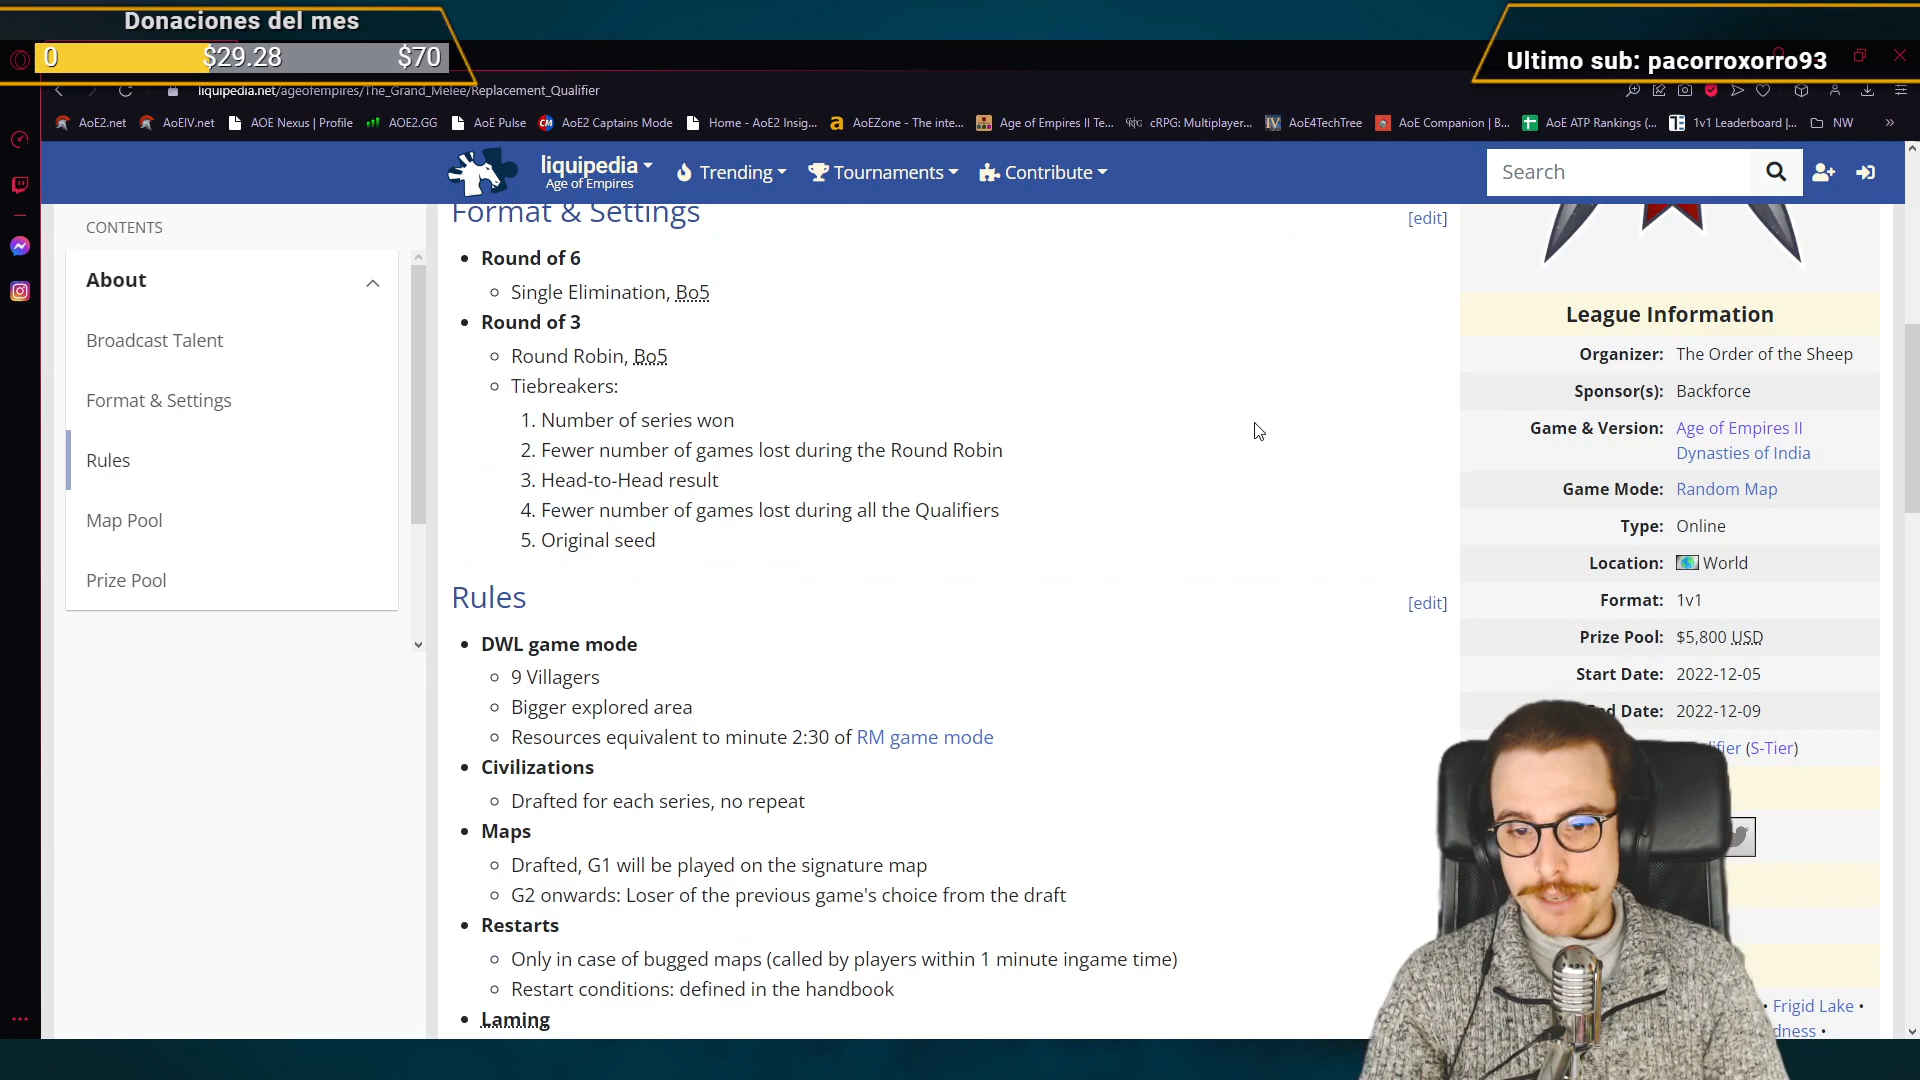 Donaciones del mes
0 $29.28 $70
Ultimo sub: pacorroxorro93
liquipedia.net/ageofempires/The_Grand_Melee/Replacement_Qualifier
AoE2.net AoEIV.net AOE Nexus | Profile AOE2.GG AoE Pulse CM AoE2 Captains Mode Home - AoE2 Insig... a AoEZone - The inte... Age of Empires II Te... cRPG: Multiplayer... IV AoE4TechTree AoE Companion | B... AoE ATP Rankings (... 1v1 Leaderboard |... NW »
liquipedia
Age of Empires
Trending Tournaments Contribute
Search
CONTENTS
About
Broadcast Talent
Format & Settings
Rules
Map Pool
Prize Pool
Format & Settings [edit]
• Round of 6
Single Elimination, Bo5
• Round of 3
Round Robin, Bo5
Tiebreakers:
1. Number of series won
2. Fewer number of games lost during the Round Robin
3. Head-to-Head result
4. Fewer number of games lost during all the Qualifiers
5. Original seed
Rules [edit]
• DWL game mode
9 Villagers
Bigger explored area
Resources equivalent to minute 2:30 of RM game mode
• Civilizations
Drafted for each series, no repeat
• Maps
Drafted, G1 will be played on the signature map
G2 onwards: Loser of the previous game's choice from the draft
• Restarts
Only in case of bugged maps (called by players within 1 minute ingame time)
Restart conditions: defined in the handbook
• Laming
League Information
Organizer: The Order of the Sheep
Sponsor(s): Backforce
Game & Version: Age of Empires II
Dynasties of India
Game Mode: Random Map
Type: Online
Location: World
Format: 1v1
Prize Pool: $5,800 USD
Start Date: 2022-12-05
Date: 2022-12-09
(S-Tier)
• Frigid Lake •